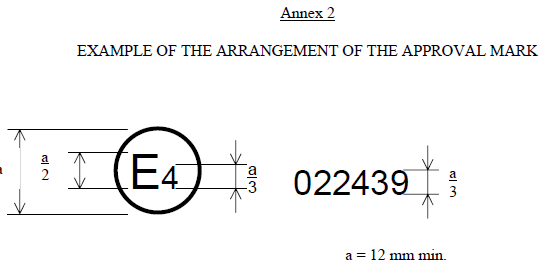 Annex 2
EXAMPLE OF THE ARRANGEMENT OF THE APPROVAL MARK
a
2
E4
a
3
022439
a
3
a = 12 mm min.